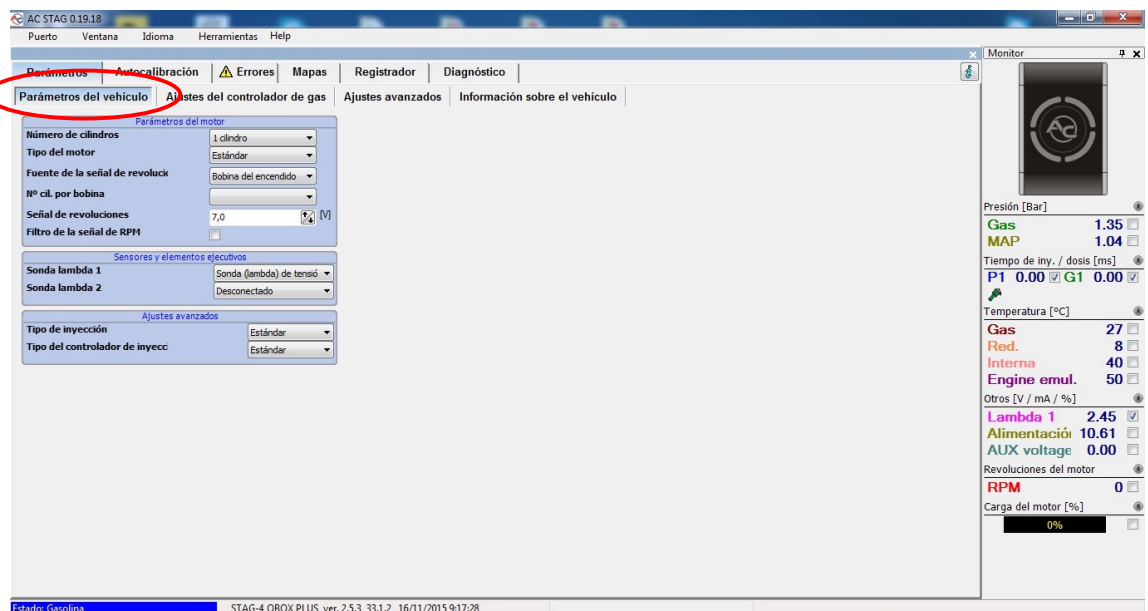 AC STAG 0.19.18
Puerto Ventana Idioma Herramientas Help
Parámetros Autocalibración Errores Mapas Registrador Diagnóstico
Parámetros del vehículo Ajustes del controlador de gas Ajustes avanzados Información sobre el vehículo
Parámetros del motor
Número de cilindros 1 cilindro
Tipo del motor Estándar
Fuente de la señal de revoluci Bobina del encendido
Nº cil. por bobina
Señal de revoluciones 7,0 [V]
Filtro de la señal de RPM
Sensores y elementos ejecutivos
Sonda lambda 1 Sonda (lambda) de tensió
Sonda lambda 2 Desconectado
Ajustes avanzados
Tipo de inyección Estándar
Tipo del controlador de inyecc Estándar
Monitor
AC
Presión [Bar]
Gas 1.35
MAP 1.04
Tiempo de iny. / dosis [ms]
P1 0.00 G1 0.00
Temperatura [ºC]
Gas 27
Red. 8
Interna 40
Engine emul. 50
Otros [V / mA / %]
Lambda 1 2.45
Alimentació 10.61
AUX voltage 0.00
Revoluciones del motor
RPM 0
Carga del motor [%]
0%
Estado: Gasolina STAG-4 QBOX PLUS ver. 2.5.3 33.1.2 16/11/2015 9:17:28